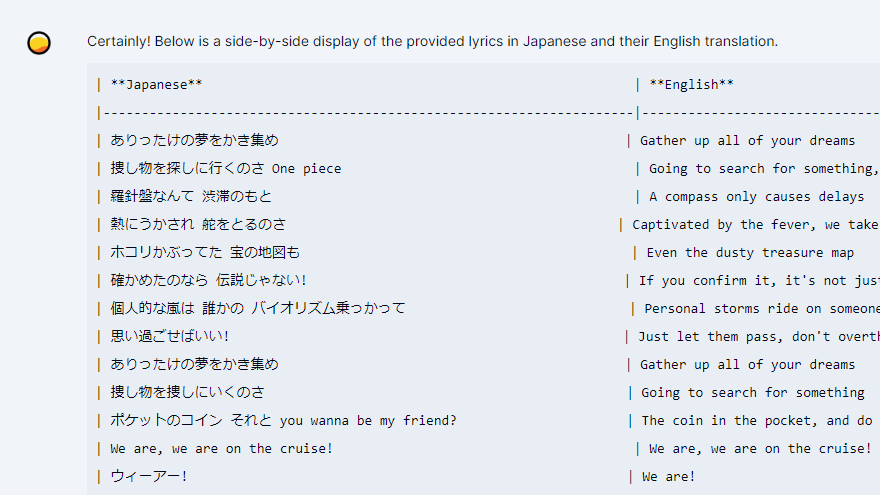 Certainly! Below is a side-by-side display of the provided lyrics in Japanese and their English translation.
| **Japanese** | **English**
|----------------------------------------------------------------------|-------------------------------
| ありったけの夢をかき集め | Gather up all of your dreams
| 捜し物を探しに行くのさ One piece | Going to search for something,
| 羅針盤なんて 渋滞のもと | A compass only causes delays
| 熱にうかされ 舵をとるのさ | Captivated by the fever, we take
| ホコリかぶってた 宝の地図も | Even the dusty treasure map
| 確かめたのなら 伝説じゃない! | If you confirm it, it's not just
| 個人的な嵐は 誰かの バイオリズム乗っかって | Personal storms ride on someone
| 思い過ごせばいい! | Just let them pass, don't overth
| ありったけの夢をかき集め | Gather up all of your dreams
| 捜し物を捜しにいくのさ | Going to search for something
| ポケットのコイン それと you wanna be my friend? | The coin in the pocket, and do
| We are, we are on the cruise! | We are, we are on the cruise!
| ウィーアー! | We are!